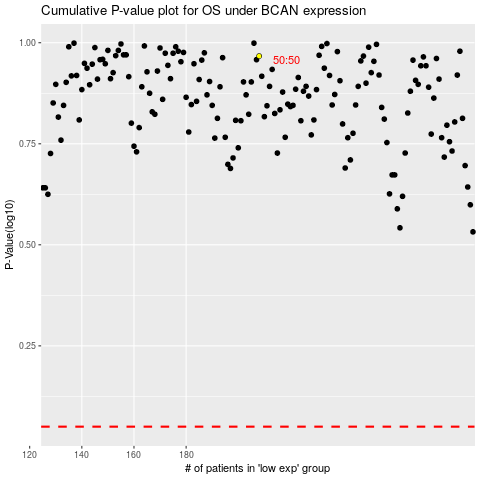 Cumulative P-value plot for OS under BCAN expression
1.00
50:50
0.75
P-Value(log10)
0.50
0.25
120 140 160 180
# of patients in 'low exp' group